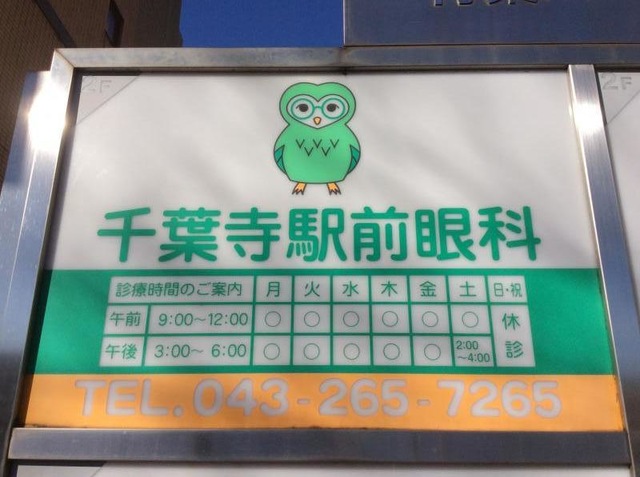 2F
2F
千葉寺駅前眼科
診療時間のご案内 月 火 水 木 金 土 日・祝
午前 9:00～12:00 ○ ○ ○ ○ ○ ○ 休診
午後 3:00～6:00 ○ ○ ○ ○ ○ 2:00～4:00
TEL.043-265-7265